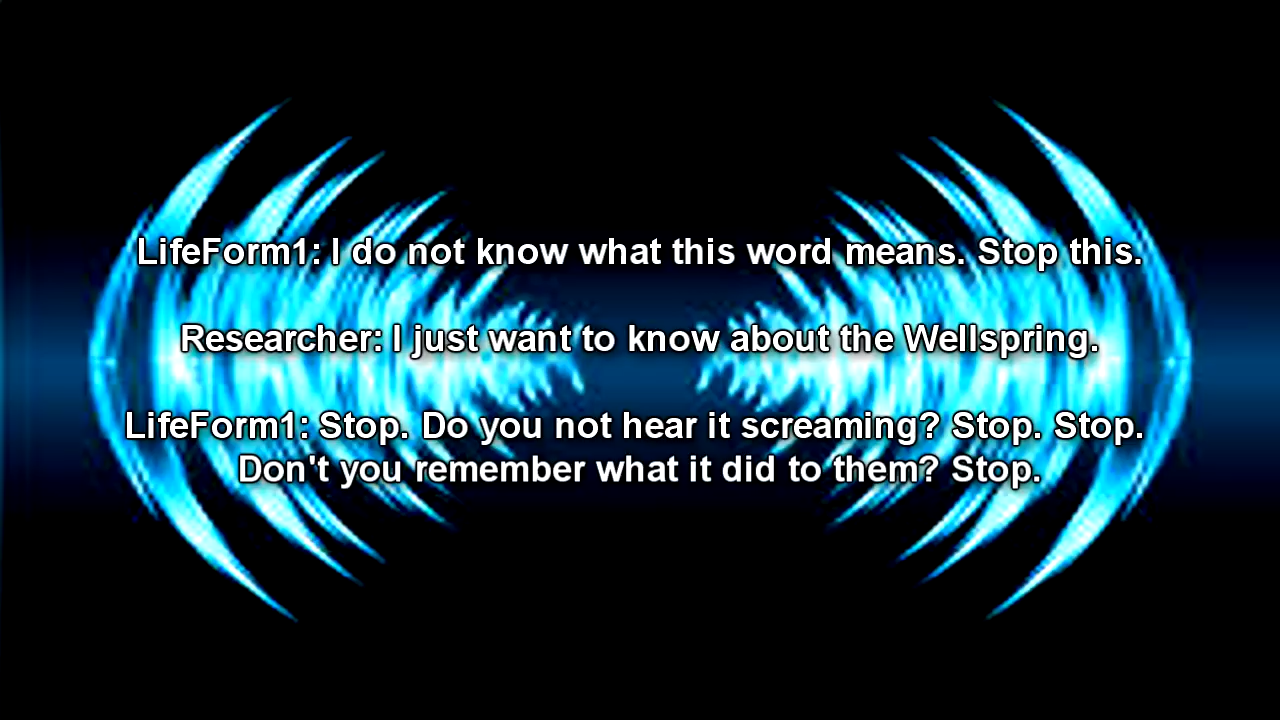 LifeForm1: I do not know what this word means. Stop this.
Researcher: I just want to know about the Wellspring.
LifeForm1: Stop. Do you not hear it screaming? Stop. Stop.
Don't you remember what it did to them? Stop.